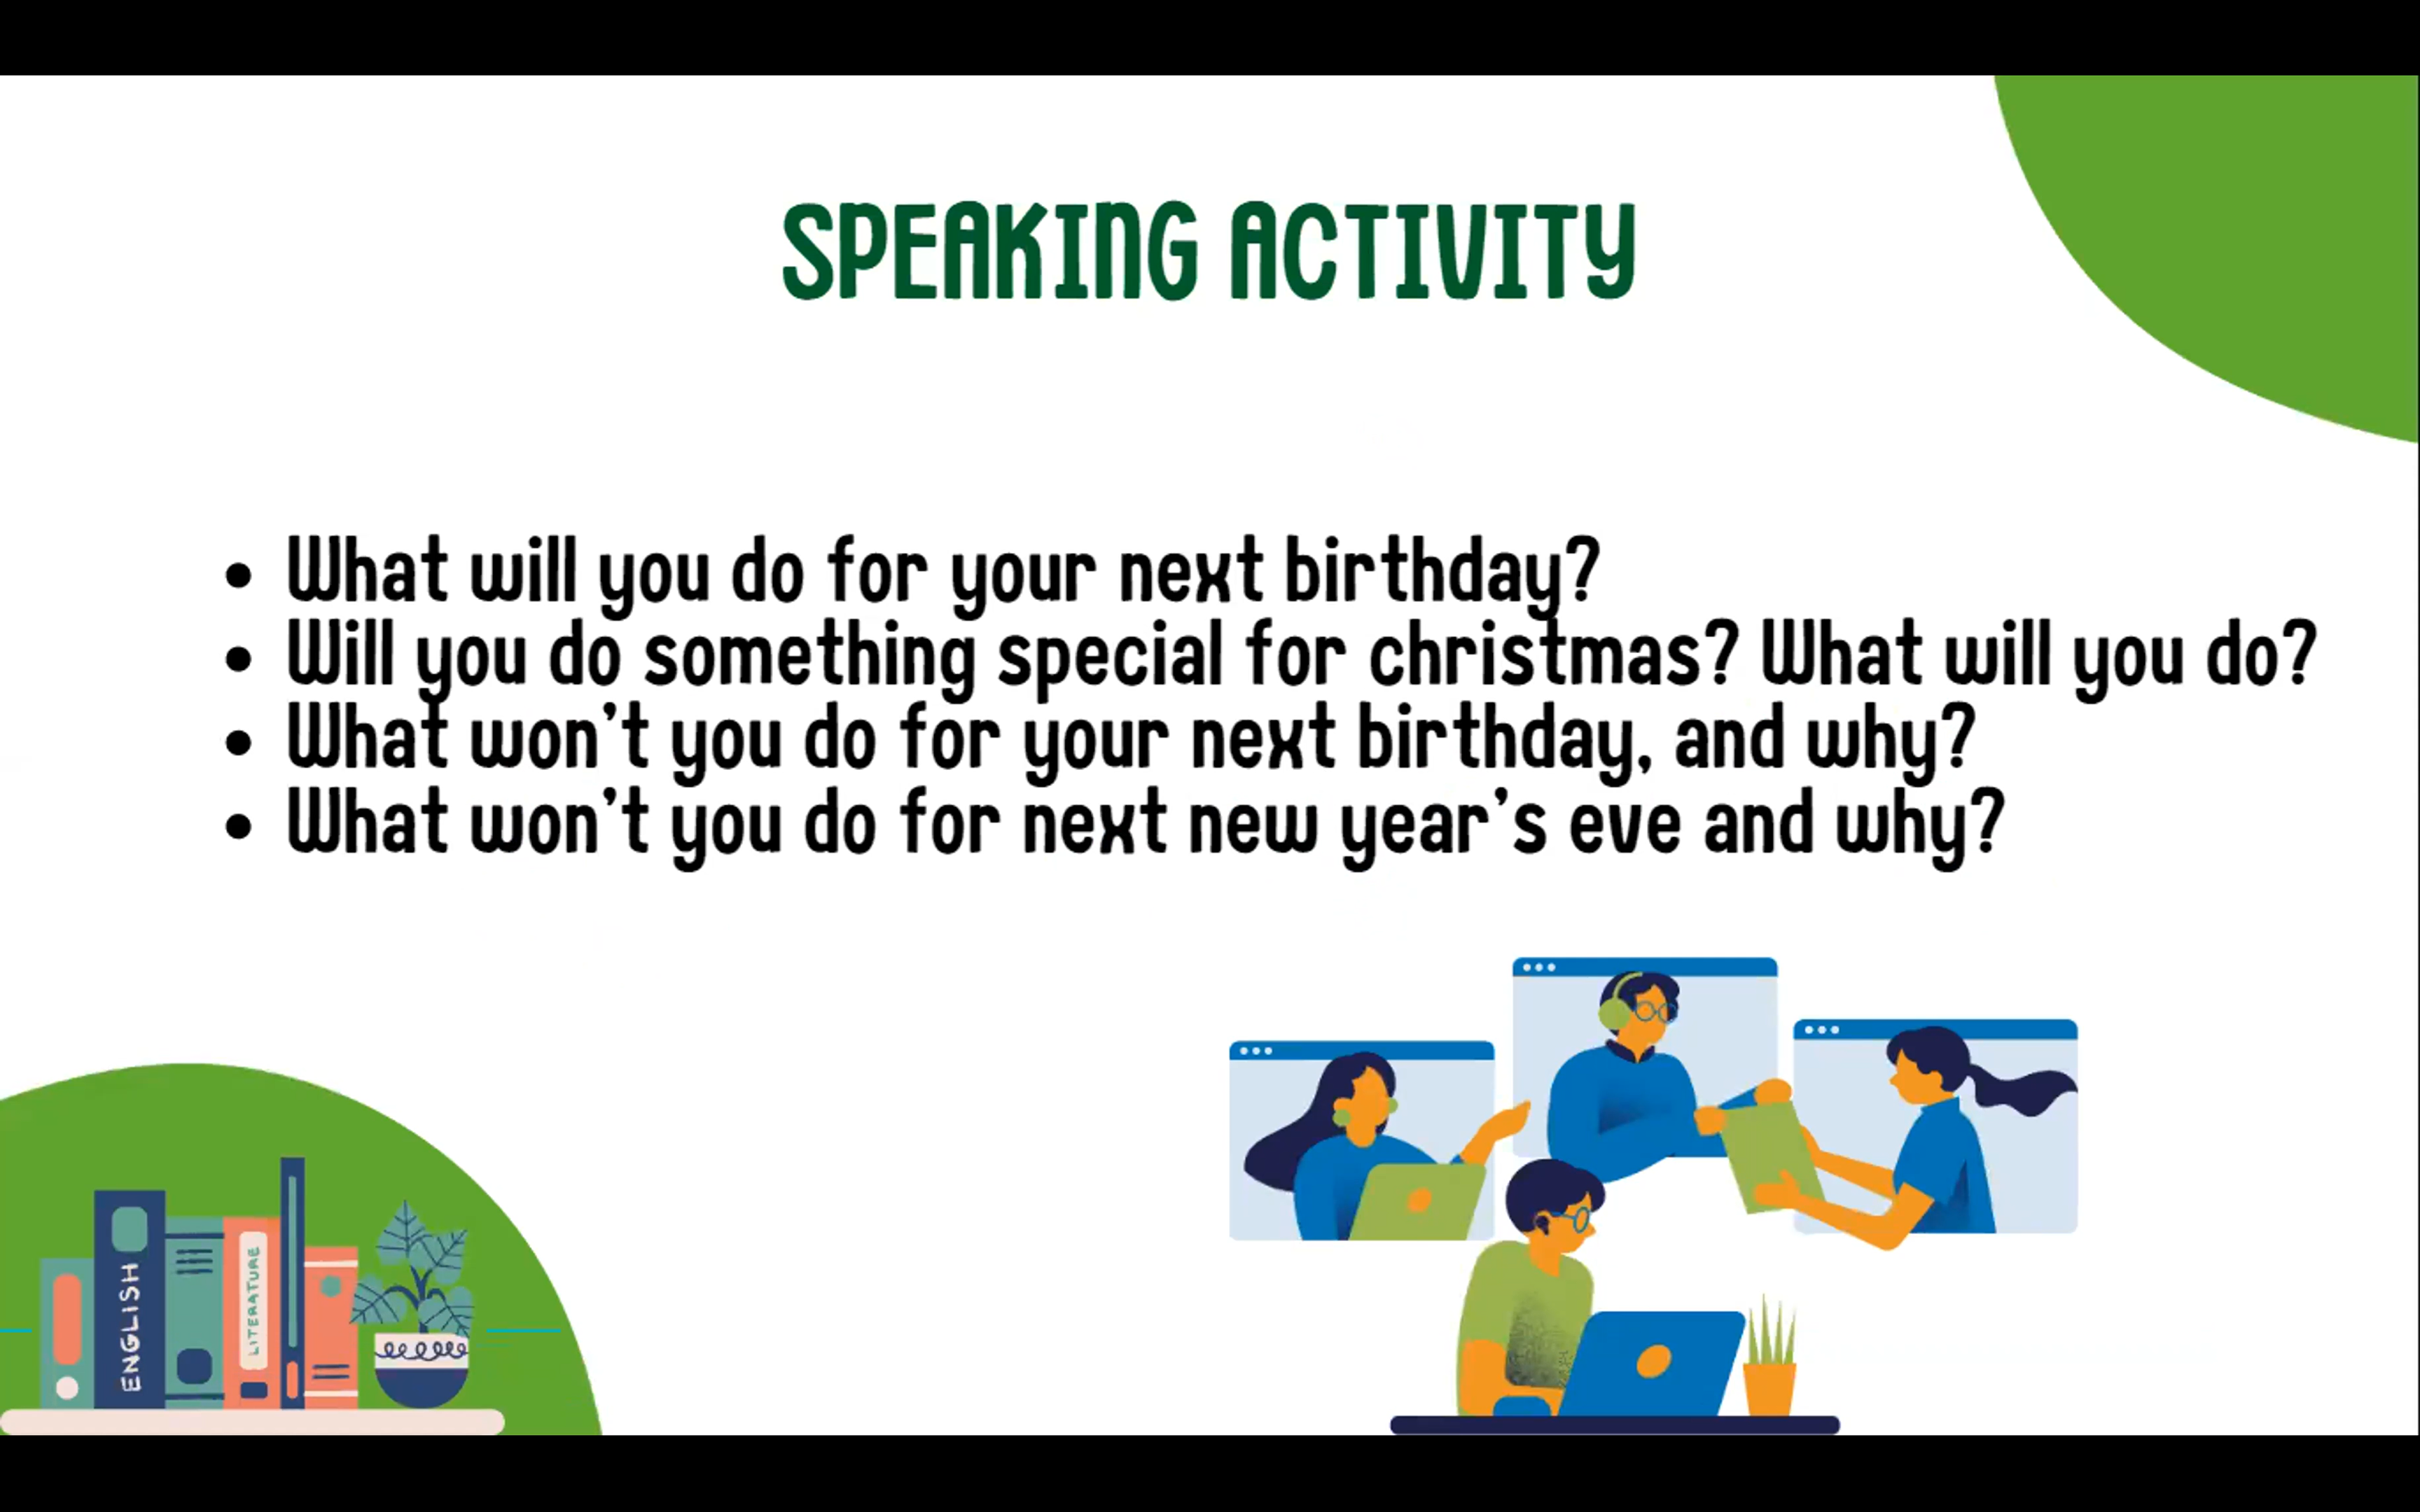 SPEAKING ACTIVITY
• What will you do for your next birthday?
• Will you do something special for christmas? What will you do?
• What won't you do for your next birthday, and why?
• What won't you do for next new year's eve and why?
ENGLISH
LITERATURE